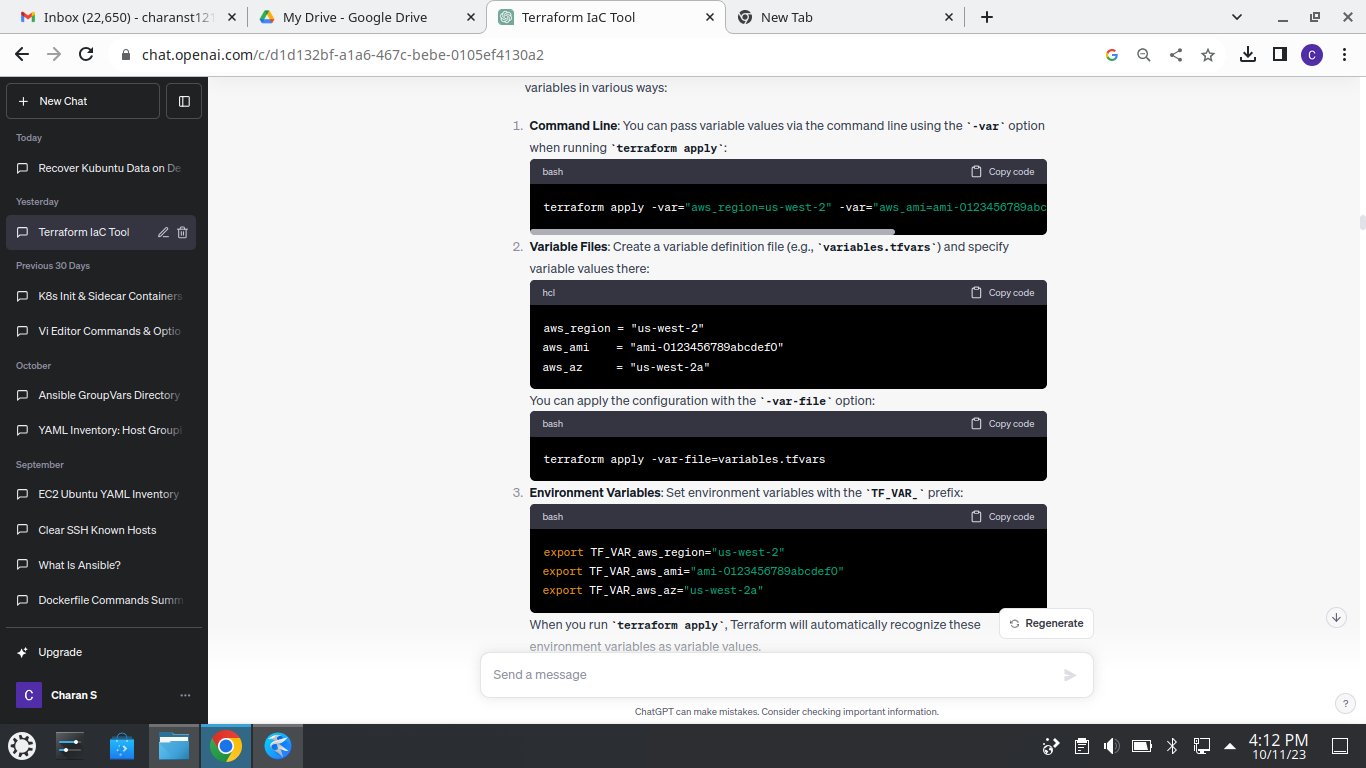 Inbox (22,650) - charanst121
My Drive - Google Drive
Terraform IaC Tool
New Tab
chat.openai.com/c/d1d132bf-a1a6-467c-bebe-0105ef4130a2
C
New Chat
Today
Recover Kubuntu Data on De
Yesterday
Terraform IaC Tool
Previous 30 Days
K8s Init & Sidecar Containers
Vi Editor Commands & Optio
October
Ansible GroupVars Directory
YAML Inventory: Host Groupi
September
EC2 Ubuntu YAML Inventory
Clear SSH Known Hosts
What Is Ansible?
Dockerfile Commands Summ
Upgrade
C Charan S
variables in various ways:
1. Command Line: You can pass variable values via the command line using the `-var` option
when running `terraform apply`:
bash Copy code
terraform apply -var="aws_region=us-west-2" -var="aws_ami=ami-0123456789abc
2. Variable Files: Create a variable definition file (e.g., `variables.tfvars`) and specify
variable values there:
hcl Copy code
aws_region = "us-west-2"
aws_ami    = "ami-0123456789abcdef0"
aws_az     = "us-west-2a"
You can apply the configuration with the `-var-file` option:
bash Copy code
terraform apply -var-file=variables.tfvars
3. Environment Variables: Set environment variables with the `TF_VAR_` prefix:
bash Copy code
export TF_VAR_aws_region="us-west-2"
export TF_VAR_aws_ami="ami-0123456789abcdef0"
export TF_VAR_aws_az="us-west-2a"
When you run `terraform apply`, Terraform will automatically recognize these
environment variables as variable values.
Regenerate
Send a message
ChatGPT can make mistakes. Consider checking important information.
?
4:12 PM
10/11/23